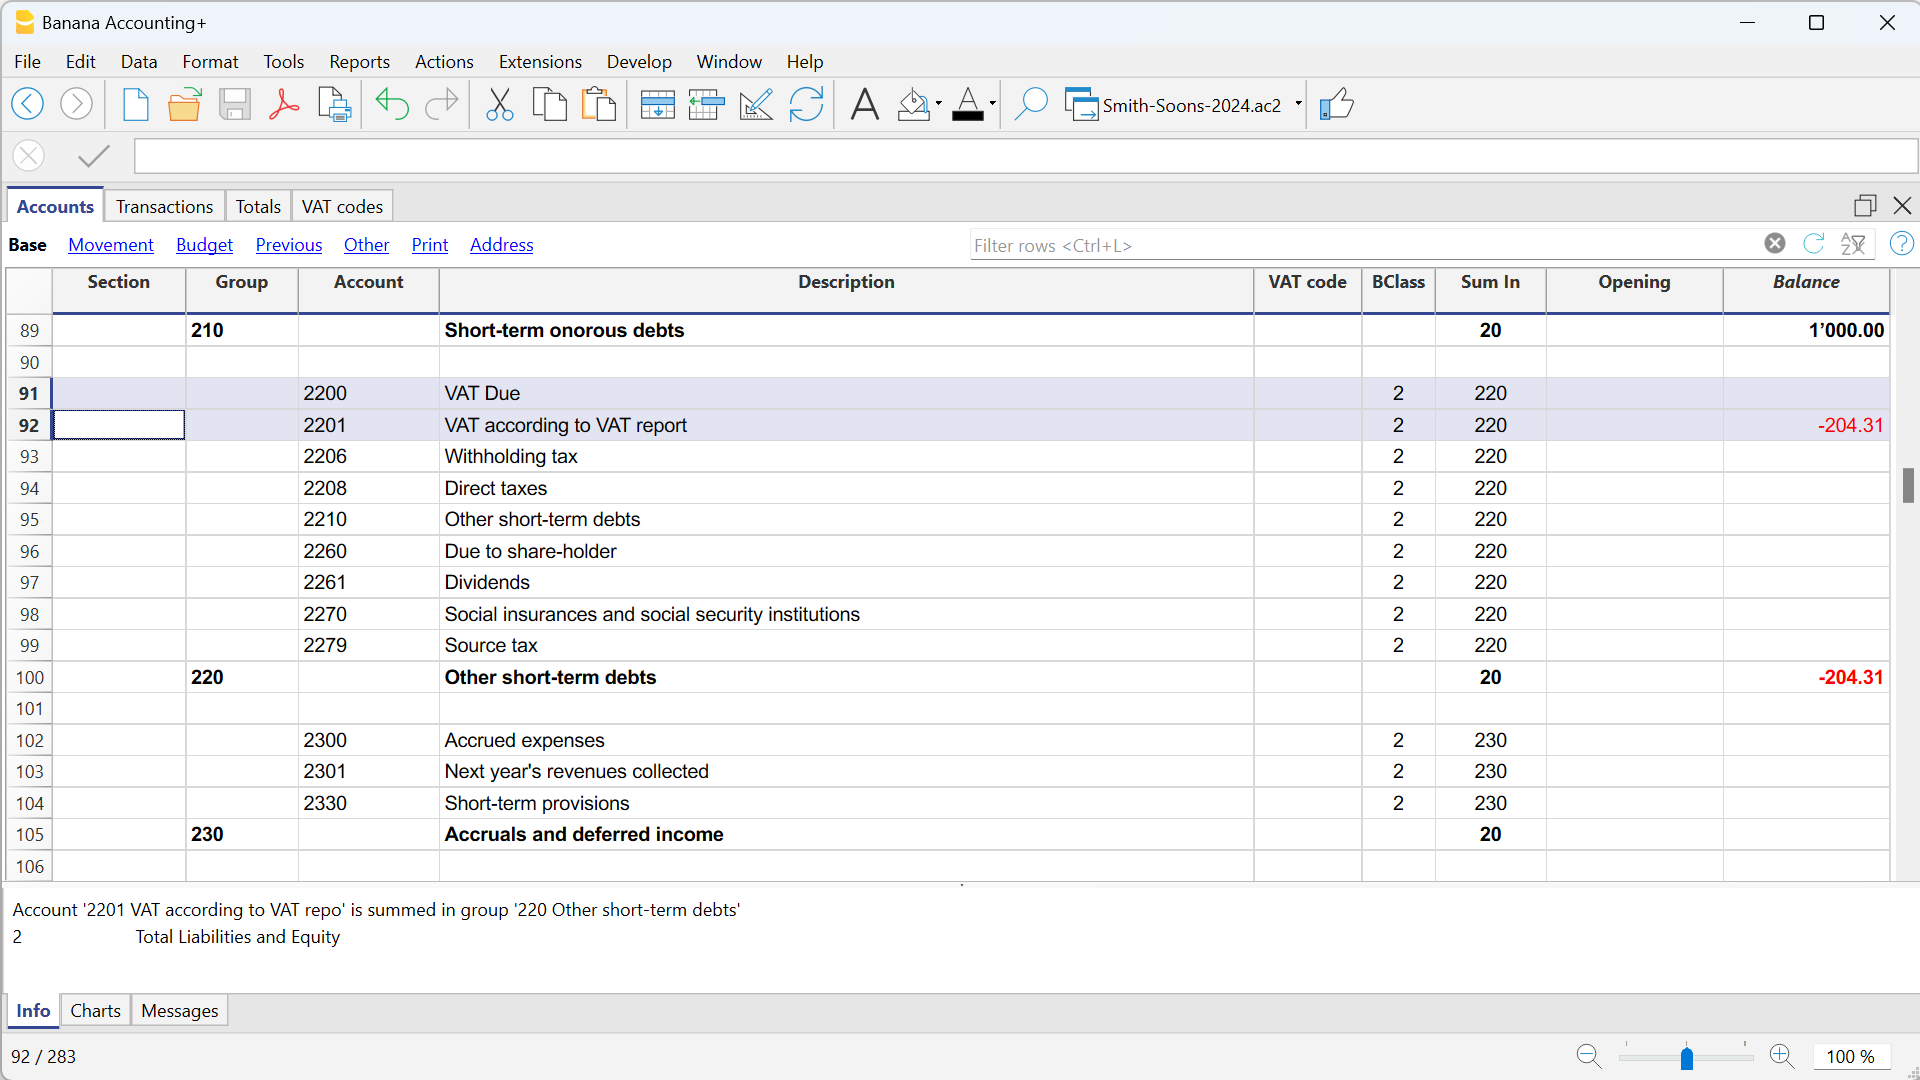 Banana Accounting+
File Edit Data Format Tools Reports Actions Extensions Develop Window Help
Smith-Soons-2024.ac2
Accounts Transactions Totals VAT codes
Base Movement Budget Previous Other Print Address Filter rows <Ctrl+L>
Section Group Account Description VAT code BClass Sum In Opening Balance
89 210 Short-term onorous debts 20 1’000.00
90
91 2200 VAT Due 2 220
92 2201 VAT according to VAT report 2 220 -204.31
93 2206 Withholding tax 2 220
94 2208 Direct taxes 2 220
95 2210 Other short-term debts 2 220
96 2260 Due to share-holder 2 220
97 2261 Dividends 2 220
98 2270 Social insurances and social security institutions 2 220
99 2279 Source tax 2 220
100 220 Other short-term debts 20 -204.31
101
102 2300 Accrued expenses 2 230
103 2301 Next year's revenues collected 2 230
104 2330 Short-term provisions 2 230
105 230 Accruals and deferred income 20
106
Account '2201 VAT according to VAT repo' is summed in group '220 Other short-term debts'
2 Total Liabilities and Equity
Info Charts Messages
92 / 283 100 %